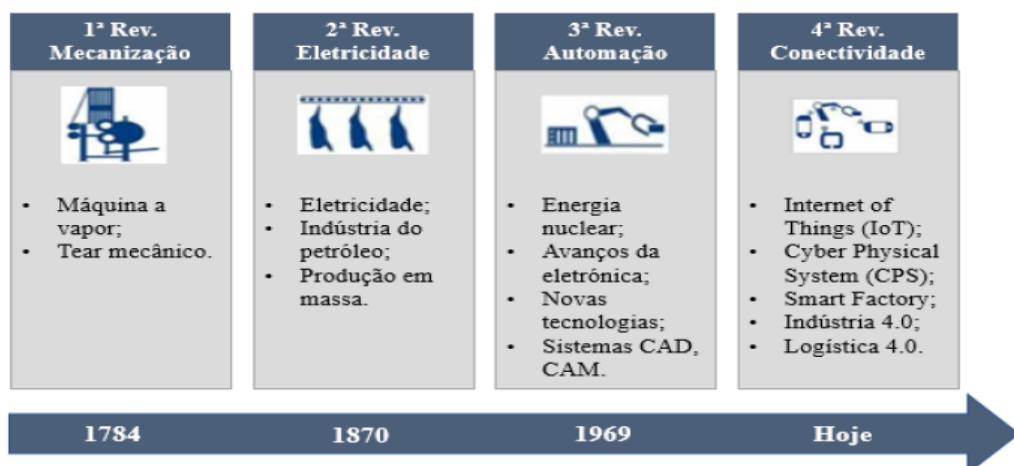 1ª Rev.
Mecanização
• Máquina a
vapor;
• Tear mecânico.
2ª Rev.
Eletricidade
• Eletricidade;
• Indústria do
petróleo;
• Produção em
massa.
3ª Rev.
Automação
• Energia
nuclear;
• Avanços da
eletrónica;
• Novas
tecnologias;
• Sistemas CAD,
CAM.
4ª Rev.
Conectividade
• Internet of
Things (IoT);
• Cyber Physical
System (CPS);
• Smart Factory;
• Indústria 4.0;
• Logística 4.0.
1784 1870 1969 Hoje